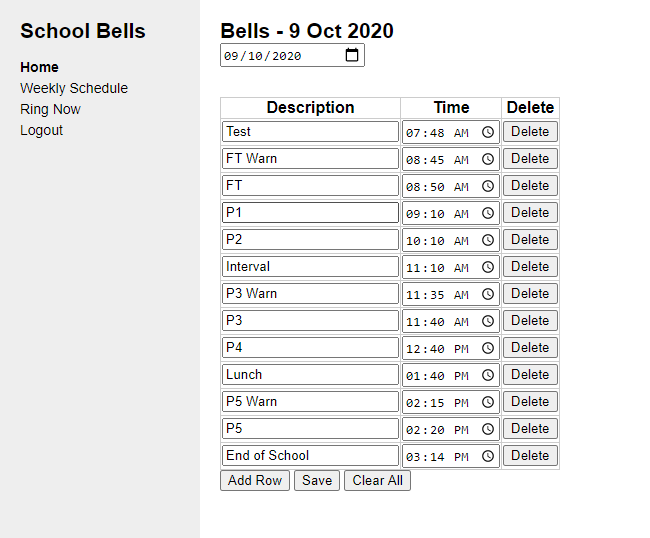 School Bells
Home
Weekly Schedule
Ring Now
Logout
Bells - 9 Oct 2020
09/10/2020
Description Time Delete
Test 07:48 AM Delete
FT Warn 08:45 AM Delete
FT 08:50 AM Delete
P1 09:10 AM Delete
P2 10:10 AM Delete
Interval 11:10 AM Delete
P3 Warn 11:35 AM Delete
P3 11:40 AM Delete
P4 12:40 PM Delete
Lunch 01:40 PM Delete
P5 Warn 02:15 PM Delete
P5 02:20 PM Delete
End of School 03:14 PM Delete
Add Row Save Clear All